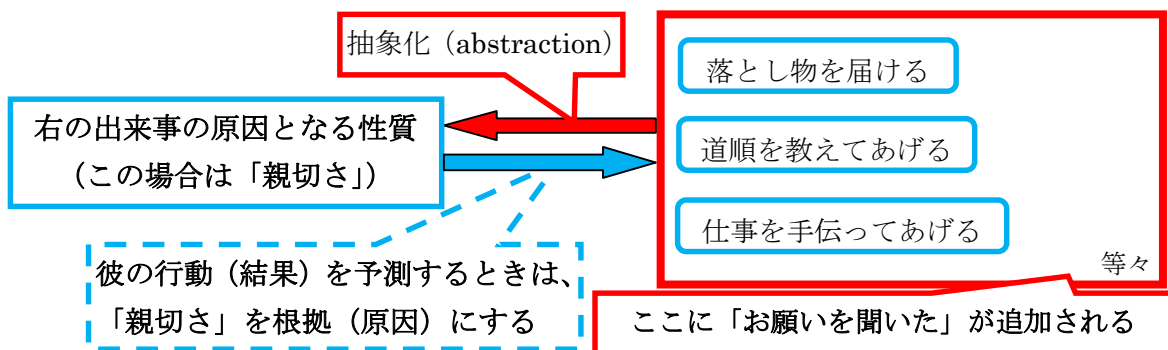 抽象化（abstraction）
右の出来事の原因となる性質
（この場合は「親切さ」）
落とし物を届ける
道順を教えてあげる
仕事を手伝ってあげる
等々
彼の行動（結果）を予測するときは、
「親切さ」を根拠（原因）にする
ここに「お願いを聞いた」が追加される